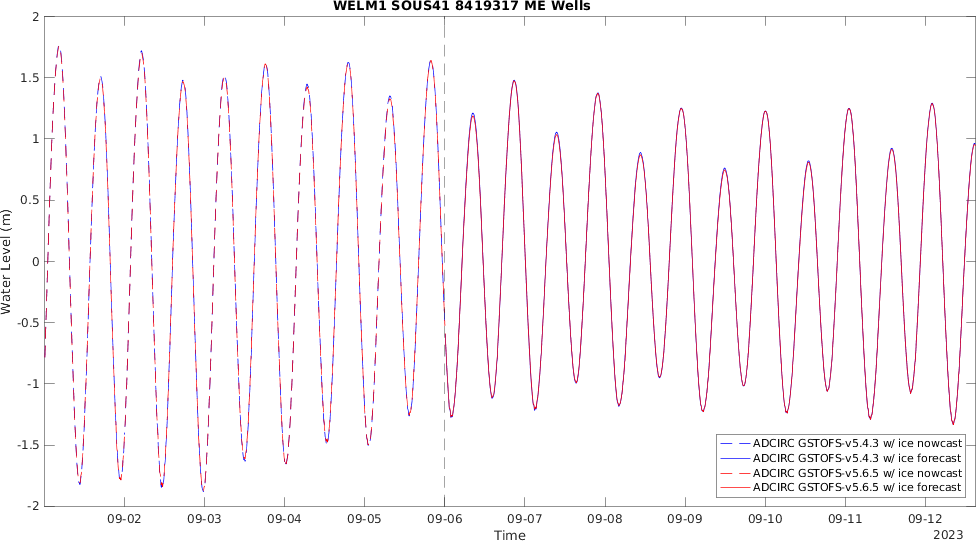 WELM1 SOUS41 8419317 ME Wells
2
1.5
1
0.5
0
-0.5
-1
-1.5
-2
Water Level (m)
ADCIRC GSTOFS-v5.4.3 w/ ice nowcast
ADCIRC GSTOFS-v5.4.3 w/ ice forecast
ADCIRC GSTOFS-v5.6.5 w/ ice nowcast
ADCIRC GSTOFS-v5.6.5 w/ ice forecast
09-02 09-03 09-04 09-05 09-06 09-07 09-08 09-09 09-10 09-11 09-12
Time
2023